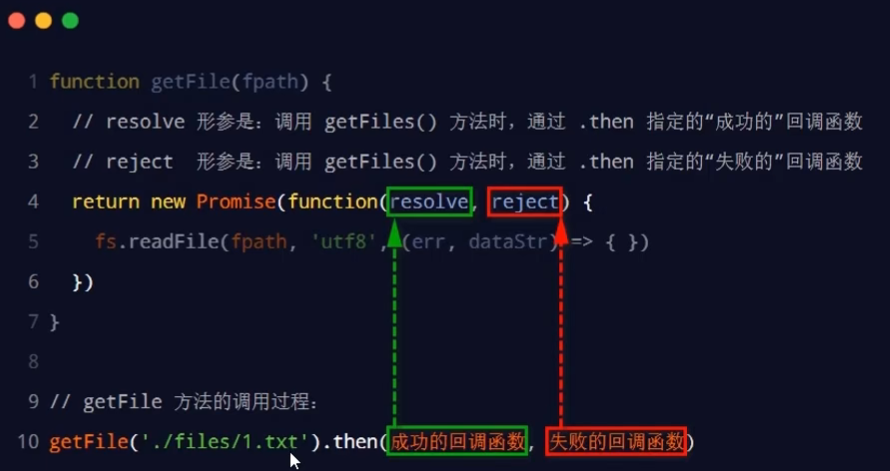 1 function getFile(fpath) {
2 // resolve 形参是：调用 getFiles() 方法时，通过 .then 指定的“成功的”回调函数
3 // reject 形参是：调用 getFiles() 方法时，通过 .then 指定的“失败的”回调函数
4 return new Promise(function(resolve, reject) {
5 fs.readFile(fpath, 'utf8', (err, dataStr) => { })
6 })
7 }
8
9 // getFile 方法的调用过程：
10 getFile('./files/1.txt').then(成功的回调函数, 失败的回调函数)